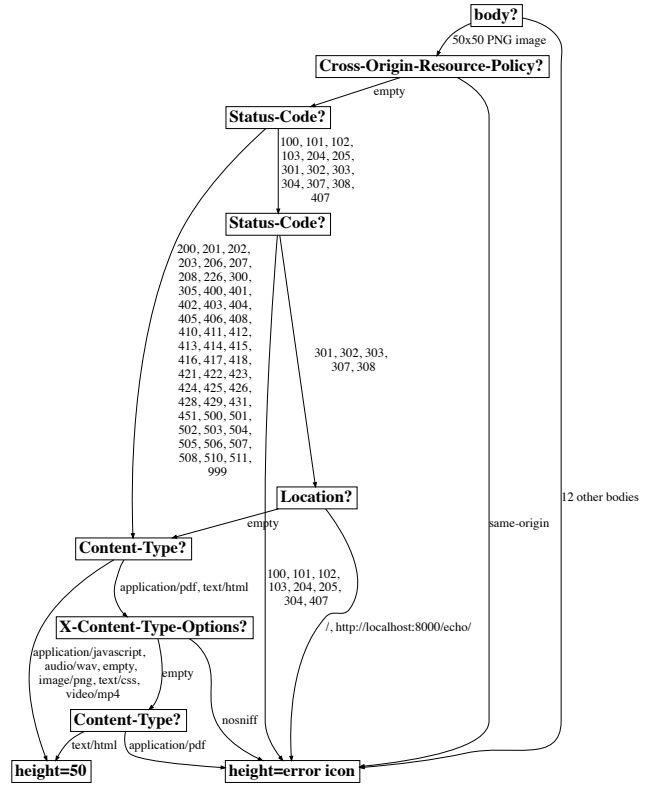 body?
50x50 PNG image
Cross-Origin-Resource-Policy?
empty
Status-Code?
100, 101, 102,
103, 204, 205,
301, 302, 303,
304, 307, 308,
407
Status-Code?
200, 201, 202,
203, 206, 207,
208, 226, 300,
305, 400, 401,
402, 403, 404,
405, 406, 408,
410, 411, 412,
413, 414, 415,
416, 417, 418,
421, 422, 423,
424, 425, 426,
428, 429, 431,
451, 500, 501,
502, 503, 504,
505, 506, 507,
508, 510, 511,
999
301, 302, 303,
307, 308
Location?
12 other bodies
same-origin
empty
Content-Type?
100, 101, 102,
103, 204, 205,
304, 407
application/pdf, text/html
X-Content-Type-Options?
/, http://localhost:8000/echo/
application/javascript,
audio/wav, empty,
image/png, text/css,
video/mp4
empty
Content-Type?
nosniff
text/html
application/pdf
height=50
height=error icon